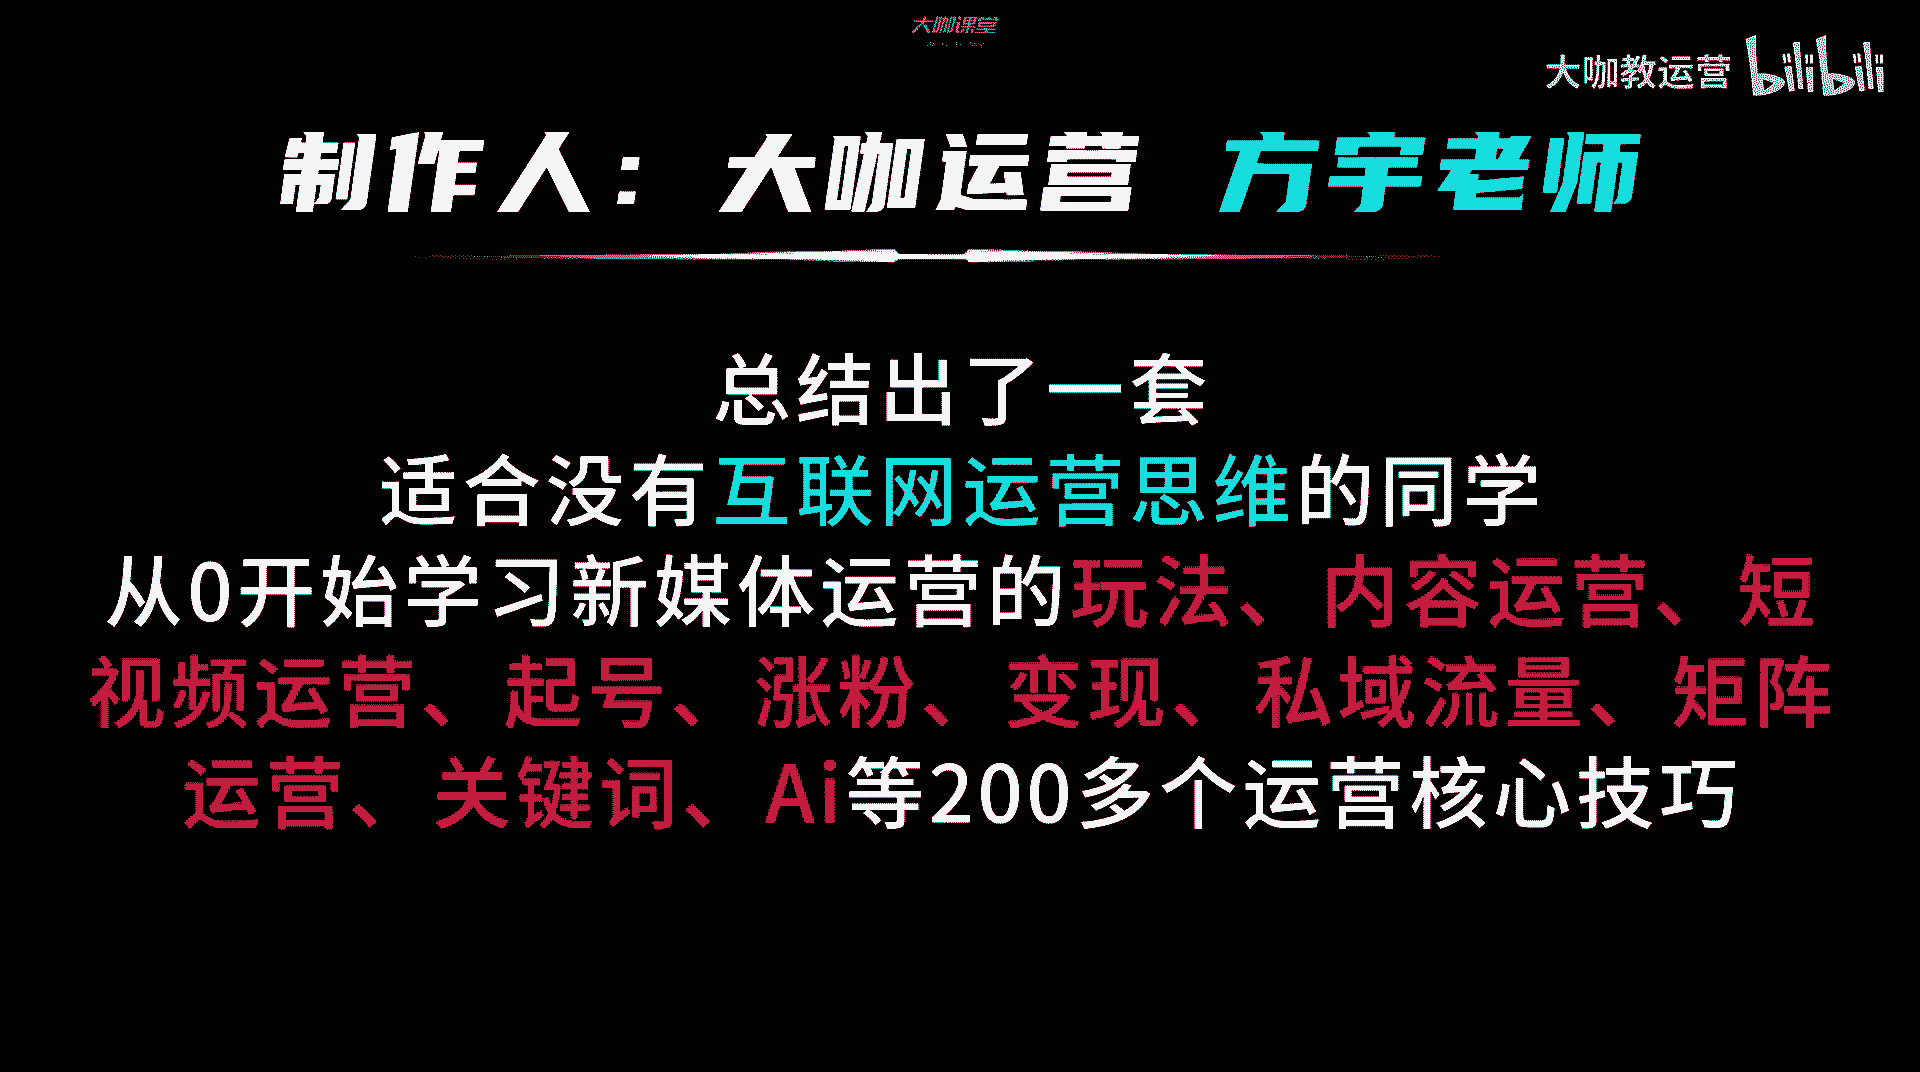 大咖课堂
大咖教运营 bilibili
制作人：大咖运营 方宇老师
总结出了一套
适合没有互联网运营思维的同学
从0开始学习新媒体运营的玩法、内容运营、短
视频运营、起号、涨粉、变现、私域流量、矩阵
运营、关键词、Ai等200多个运营核心技巧